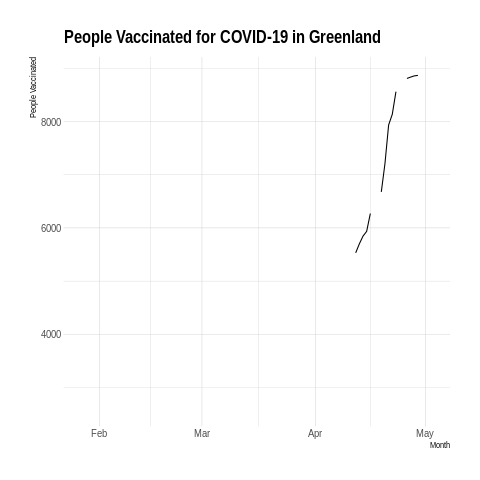 People Vaccinated for COVID-19 in Greenland
People Vaccinated
8000
6000
4000
Feb Mar Apr May
Month